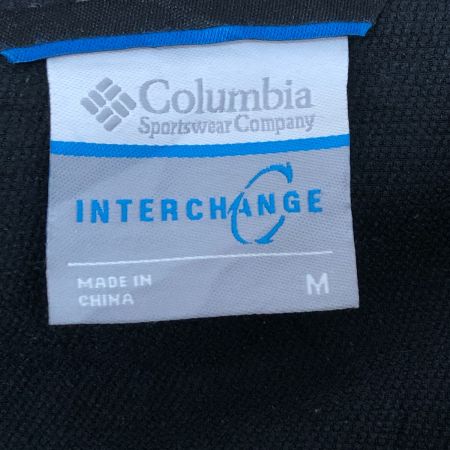 Columbia
Sportswear Company
INTERCHANGE
MADE IN
CHINA
M